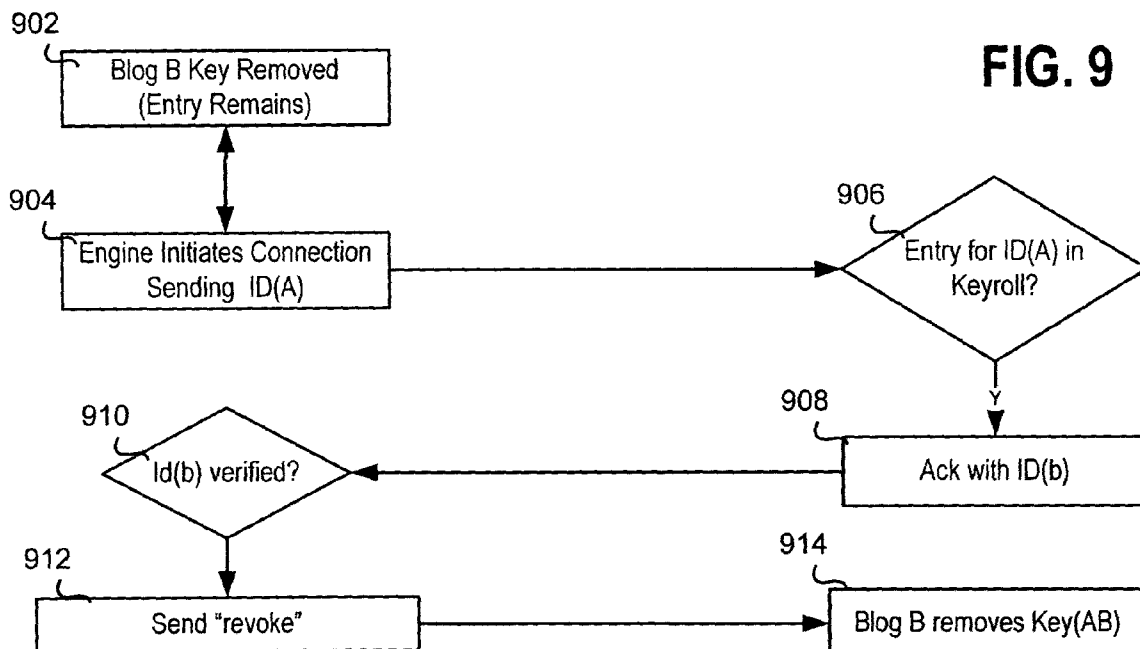 902
FIG. 9
Blog B Key Removed
(Entry Remains)
904
Engine Initiates Connection
Sending ID(A)
906
Entry for ID(A) in
Keyroll?
Y
908
Ack with ID(b)
910
Id(b) verified?
912
Send "revoke"
914
Blog B removes Key(AB)